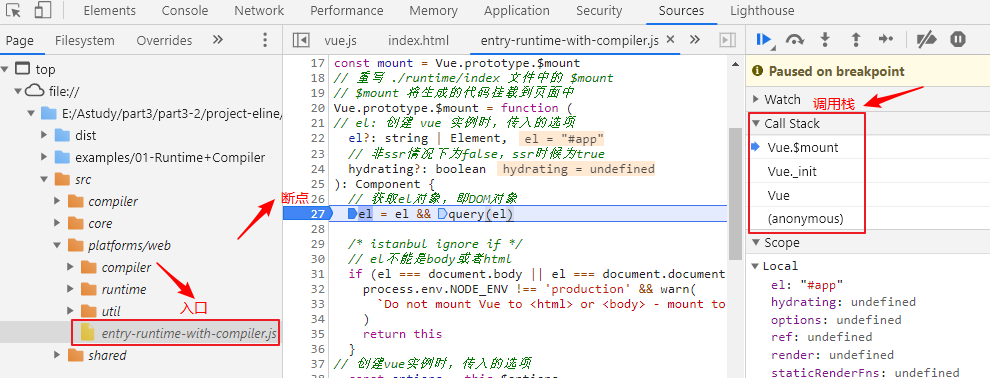 Elements Console Network Performance Memory Application Security Sources Lighthouse
Page Filesystem Overrides »
top
file://
E:/Astudy/part3/part3-2/project-eline/
dist
examples/01-Runtime+Compiler
src
compiler
core
platforms/web
compiler
runtime
util
entry-runtime-with-compiler.js
shared
入口
断点
vue.js index.html entry-runtime-with-compiler.js × »
17 const mount = Vue.prototype.$mount
18 // 重写 ./runtime/index 文件中的 $mount
19 // $mount 将生成的代码挂载到页面中
20 Vue.prototype.$mount = function (
21 // el: 创建 vue 实例时，传入的选项
22 el?: string | Element, el = "#app"
23 // 非ssr情况下为false，ssr时候为true
24 hydrating?: boolean hydrating = undefined
25 ): Component {
26 // 获取el对象，即DOM对象
27 el = el && query(el)
28
29 /* istanbul ignore if */
30 // el不能是body或者html
31 if (el === document.body || el === document.document
32 process.env.NODE_ENV !== 'production' && warn(
33 `Do not mount Vue to <html> or <body> - mount to
34 )
35 return this
36 }
37 // 创建vue实例时，传入的选项
38 const options = this.$options
Paused on breakpoint
Watch
调用栈
Call Stack
Vue.$mount
Vue._init
Vue
(anonymous)
Scope
Local
el: "#app"
hydrating: undefined
options: undefined
ref: undefined
render: undefined
staticRenderFns: undefined